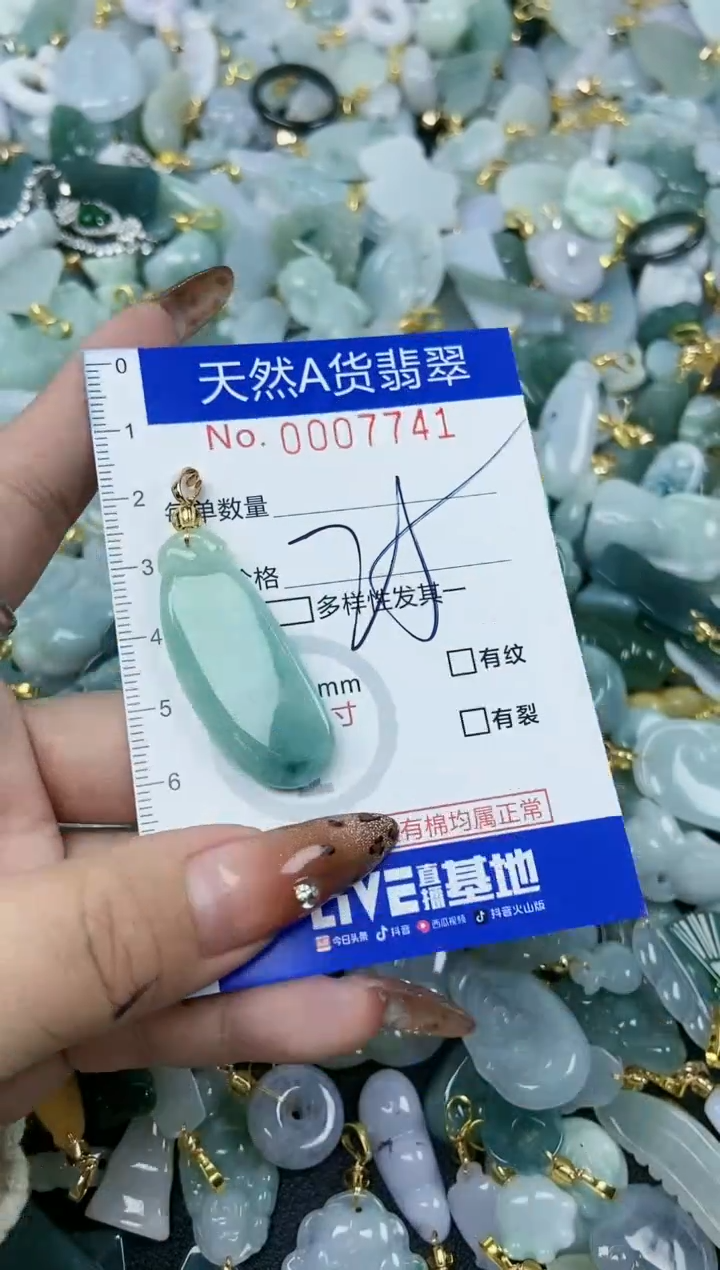 天然A货翡翠
No. 0007741
0
1
2
单数量
3
价格
多样性发其一
4
有纹
mm
5
寸
有裂
6
有棉均属正常
LIVE直播基地
今日头条 抖音 西瓜视频 抖音火山版